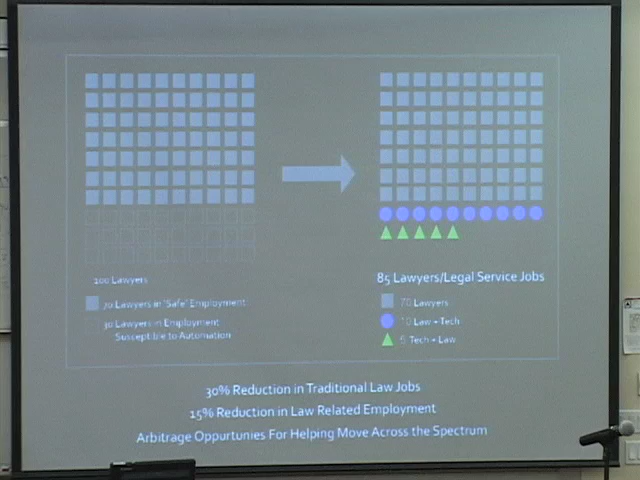 100 Lawyers
70 Lawyers in 'Safe' Employment
30 Lawyers in Employment
Susceptible to Automation
85 Lawyers/Legal Service Jobs
70 Lawyers
10 Law + Tech
5 Tech + Law
30% Reduction in Traditional Law Jobs
15% Reduction in Law Related Employment
Arbitrage Oppurtunies For Helping Move Across the Spectrum